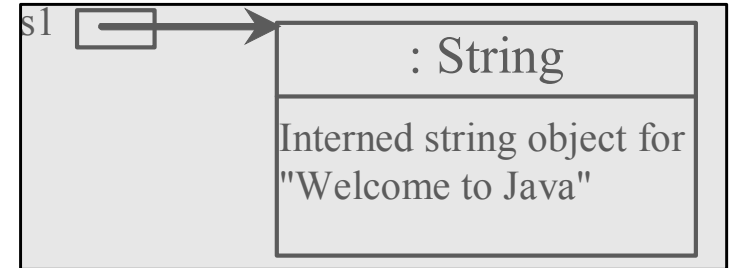 s1
: String
Interned string object for
"Welcome to Java"